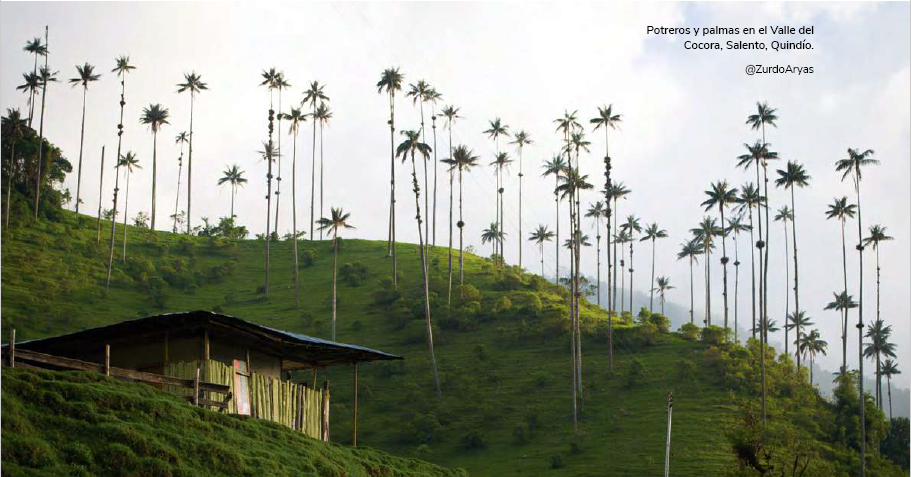 Potreros y palmas en el Valle del
Cocora, Salento, Quindío.
@ZurdoAryas